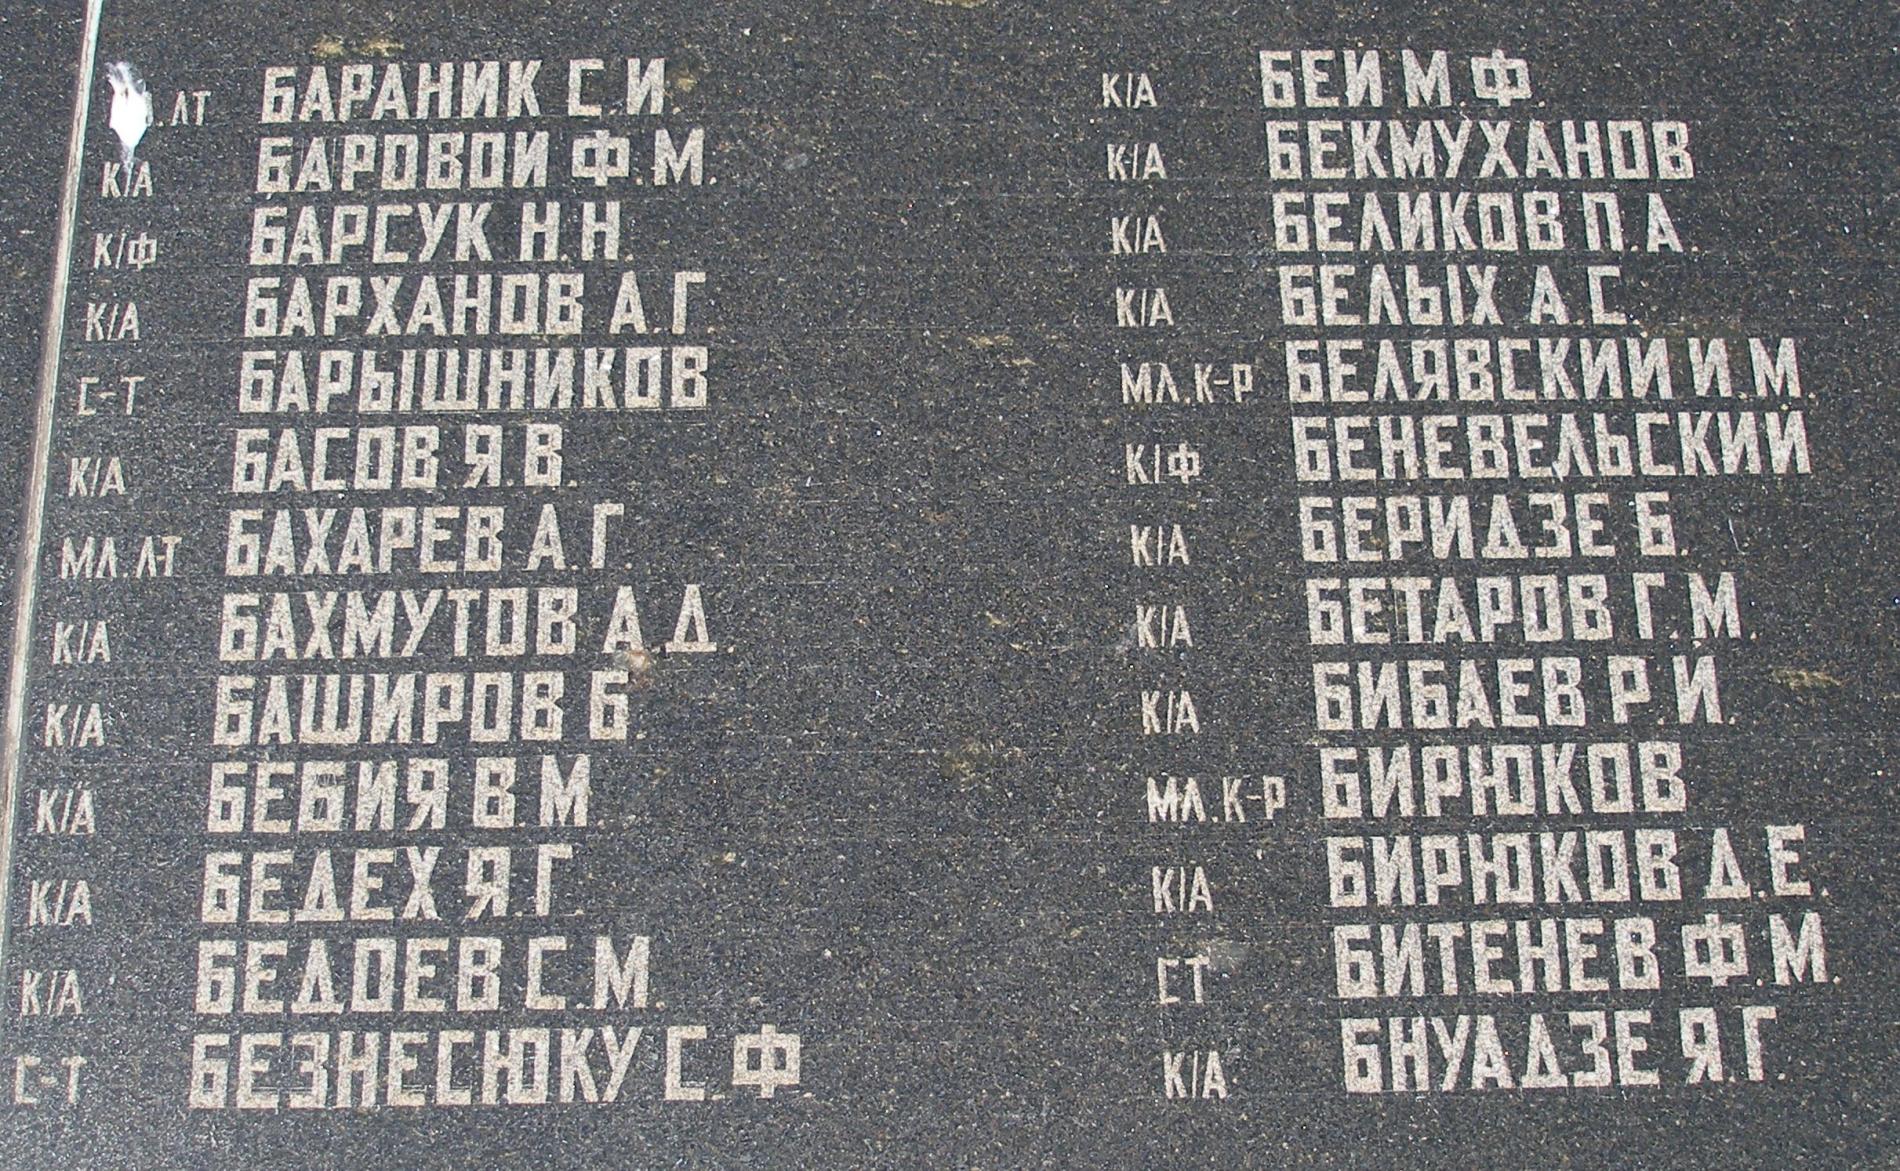 .ЛТ БАРАНИК С.И
К/А БАРОВОИ Ф.М.
К/Ф БАРСУК Н.Н.
К/А БАРХАНОВ А.Г
С-Т БАРЫШНИКОВ
К/А БАСОВ Я.В.
МЛ.Л-Т БАХАРЕВ А.Г.
К/А БАХМУТОВ А.Д.
К/А БАШИРОВ Б.
К/А БЕБИЯ В.М.
К/А БЕДЕХ Я.Г.
К/А БЕДОЕВ С.М.
С-Т БЕЗНЕСЮКУ С.Ф
К/А БЕИ М.Ф.
К/А БЕКМУХАНОВ
К/А БЕЛИКОВ П.А.
К/А БЕЛЫХ А.С.
МЛ.К-Р БЕЛЯВСКИИ И.М.
К/Ф БЕНЕВЕЛЬСКИИ
К/А БЕРИДЗЕ Б.
К/А БЕТАРОВ Г.М.
К/А БИБАЕВ Р.И.
МЛ.К-Р БИРЮКОВ
К/А БИРЮКОВ Д.Е.
СТ БИТЕНЕВ Ф.М.
К/А БНУАДЗЕ Я.Г.